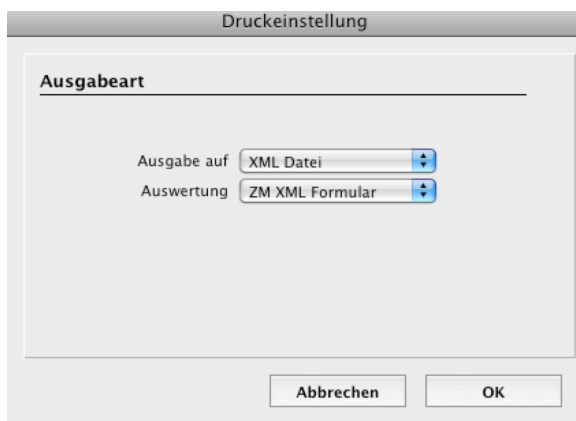 Druckeinstellung
Ausgabeart
Ausgabe auf XML Datei
Auswertung ZM XML Formular
Abbrechen OK